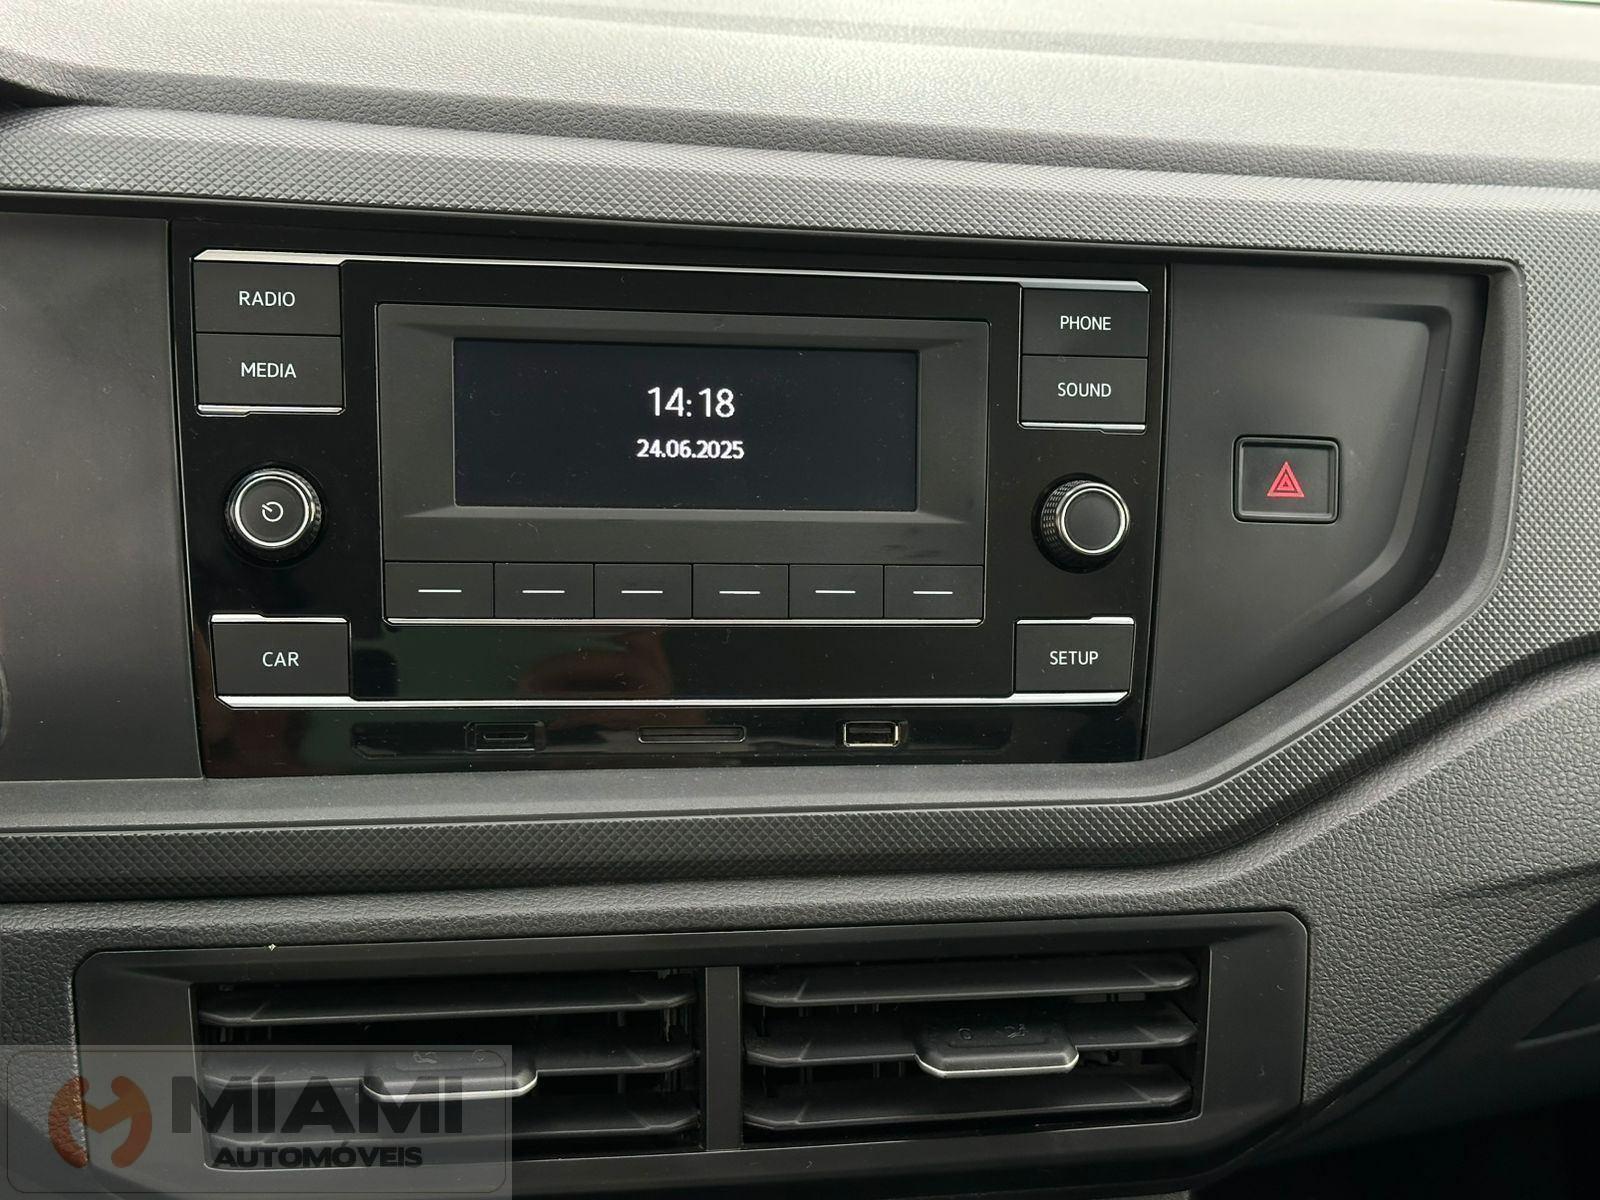 RADIO
MEDIA
14:18
24.06.2025
PHONE
SOUND
CAR
SETUP
MIAMI
AUTOMÓVEIS